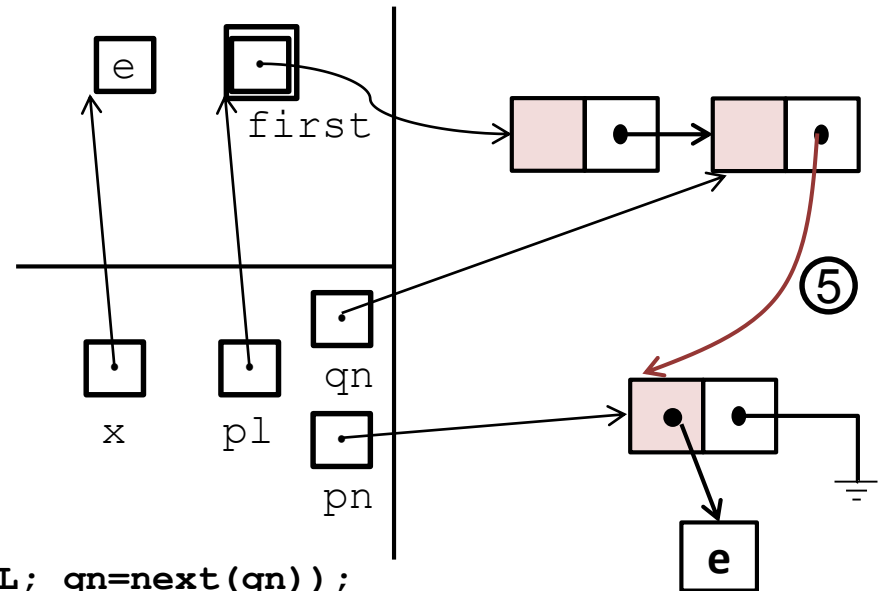 e
first
⑤
qn
x
pl
pn
e
L; qn=next(qn));